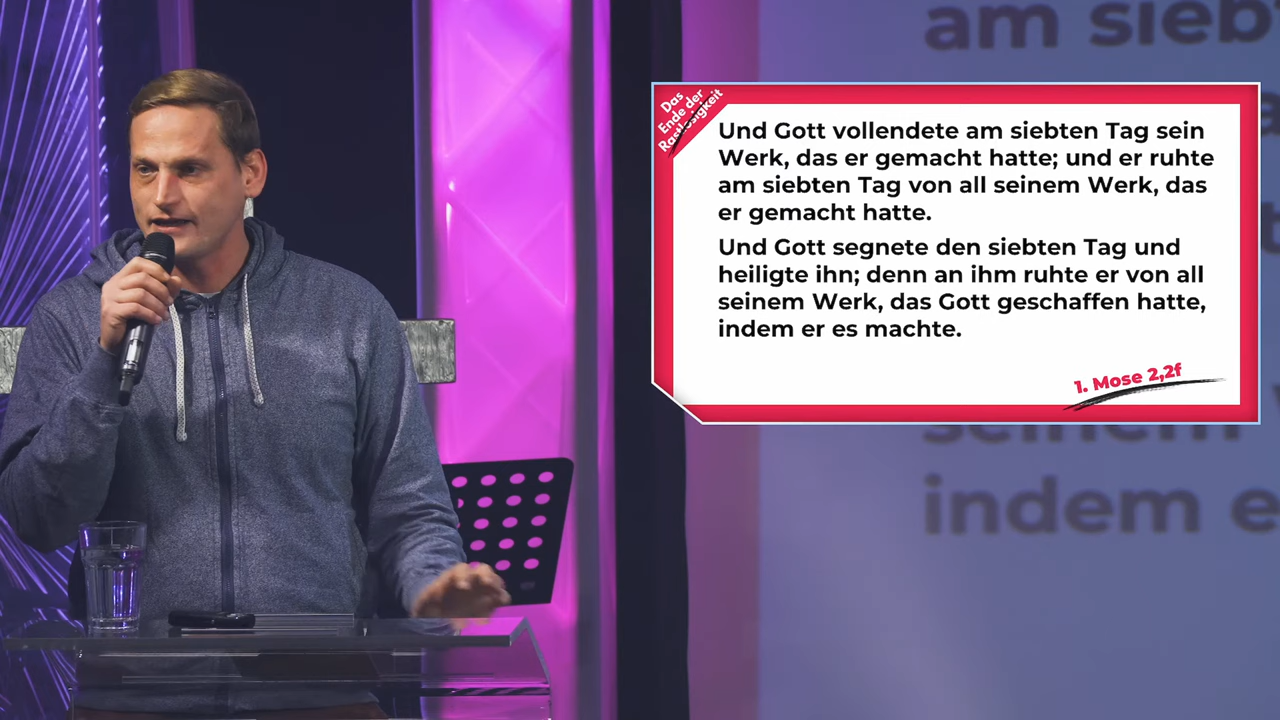 am siebt
Das
Ende der
Rastlosigkeit
Und Gott vollendete am siebten Tag sein
Werk, das er gemacht hatte; und er ruhte
am siebten Tag von all seinem Werk, das
er gemacht hatte.
Und Gott segnete den siebten Tag und
heiligte ihn; denn an ihm ruhte er von all
seinem Werk, das Gott geschaffen hatte,
indem er es machte.
1. Mose 2,2f
seinem
indem e